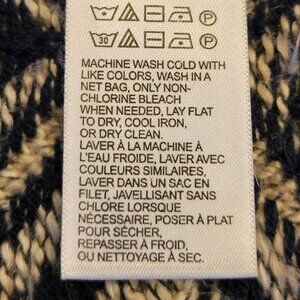 P
30 P
MACHINE WASH COLD WITH
LIKE COLORS, WASH IN A
NET BAG, ONLY NON-
CHLORINE BLEACH
WHEN NEEDED, LAY FLAT
TO DRY, COOL IRON,
OR DRY CLEAN.
LAVER À LA MACHINE À
L'EAU FROIDE, LAVER AVEC
COULEURS SIMILAIRES,
LAVER DANS UN SAC EN
FILET, JAVELLISANT SANS
CHLORE LORSQUE
NÉCESSAIRE, POSER À PLAT
POUR SÉCHER,
REPASSER À FROID,
OU NETTOYAGE À SEC.